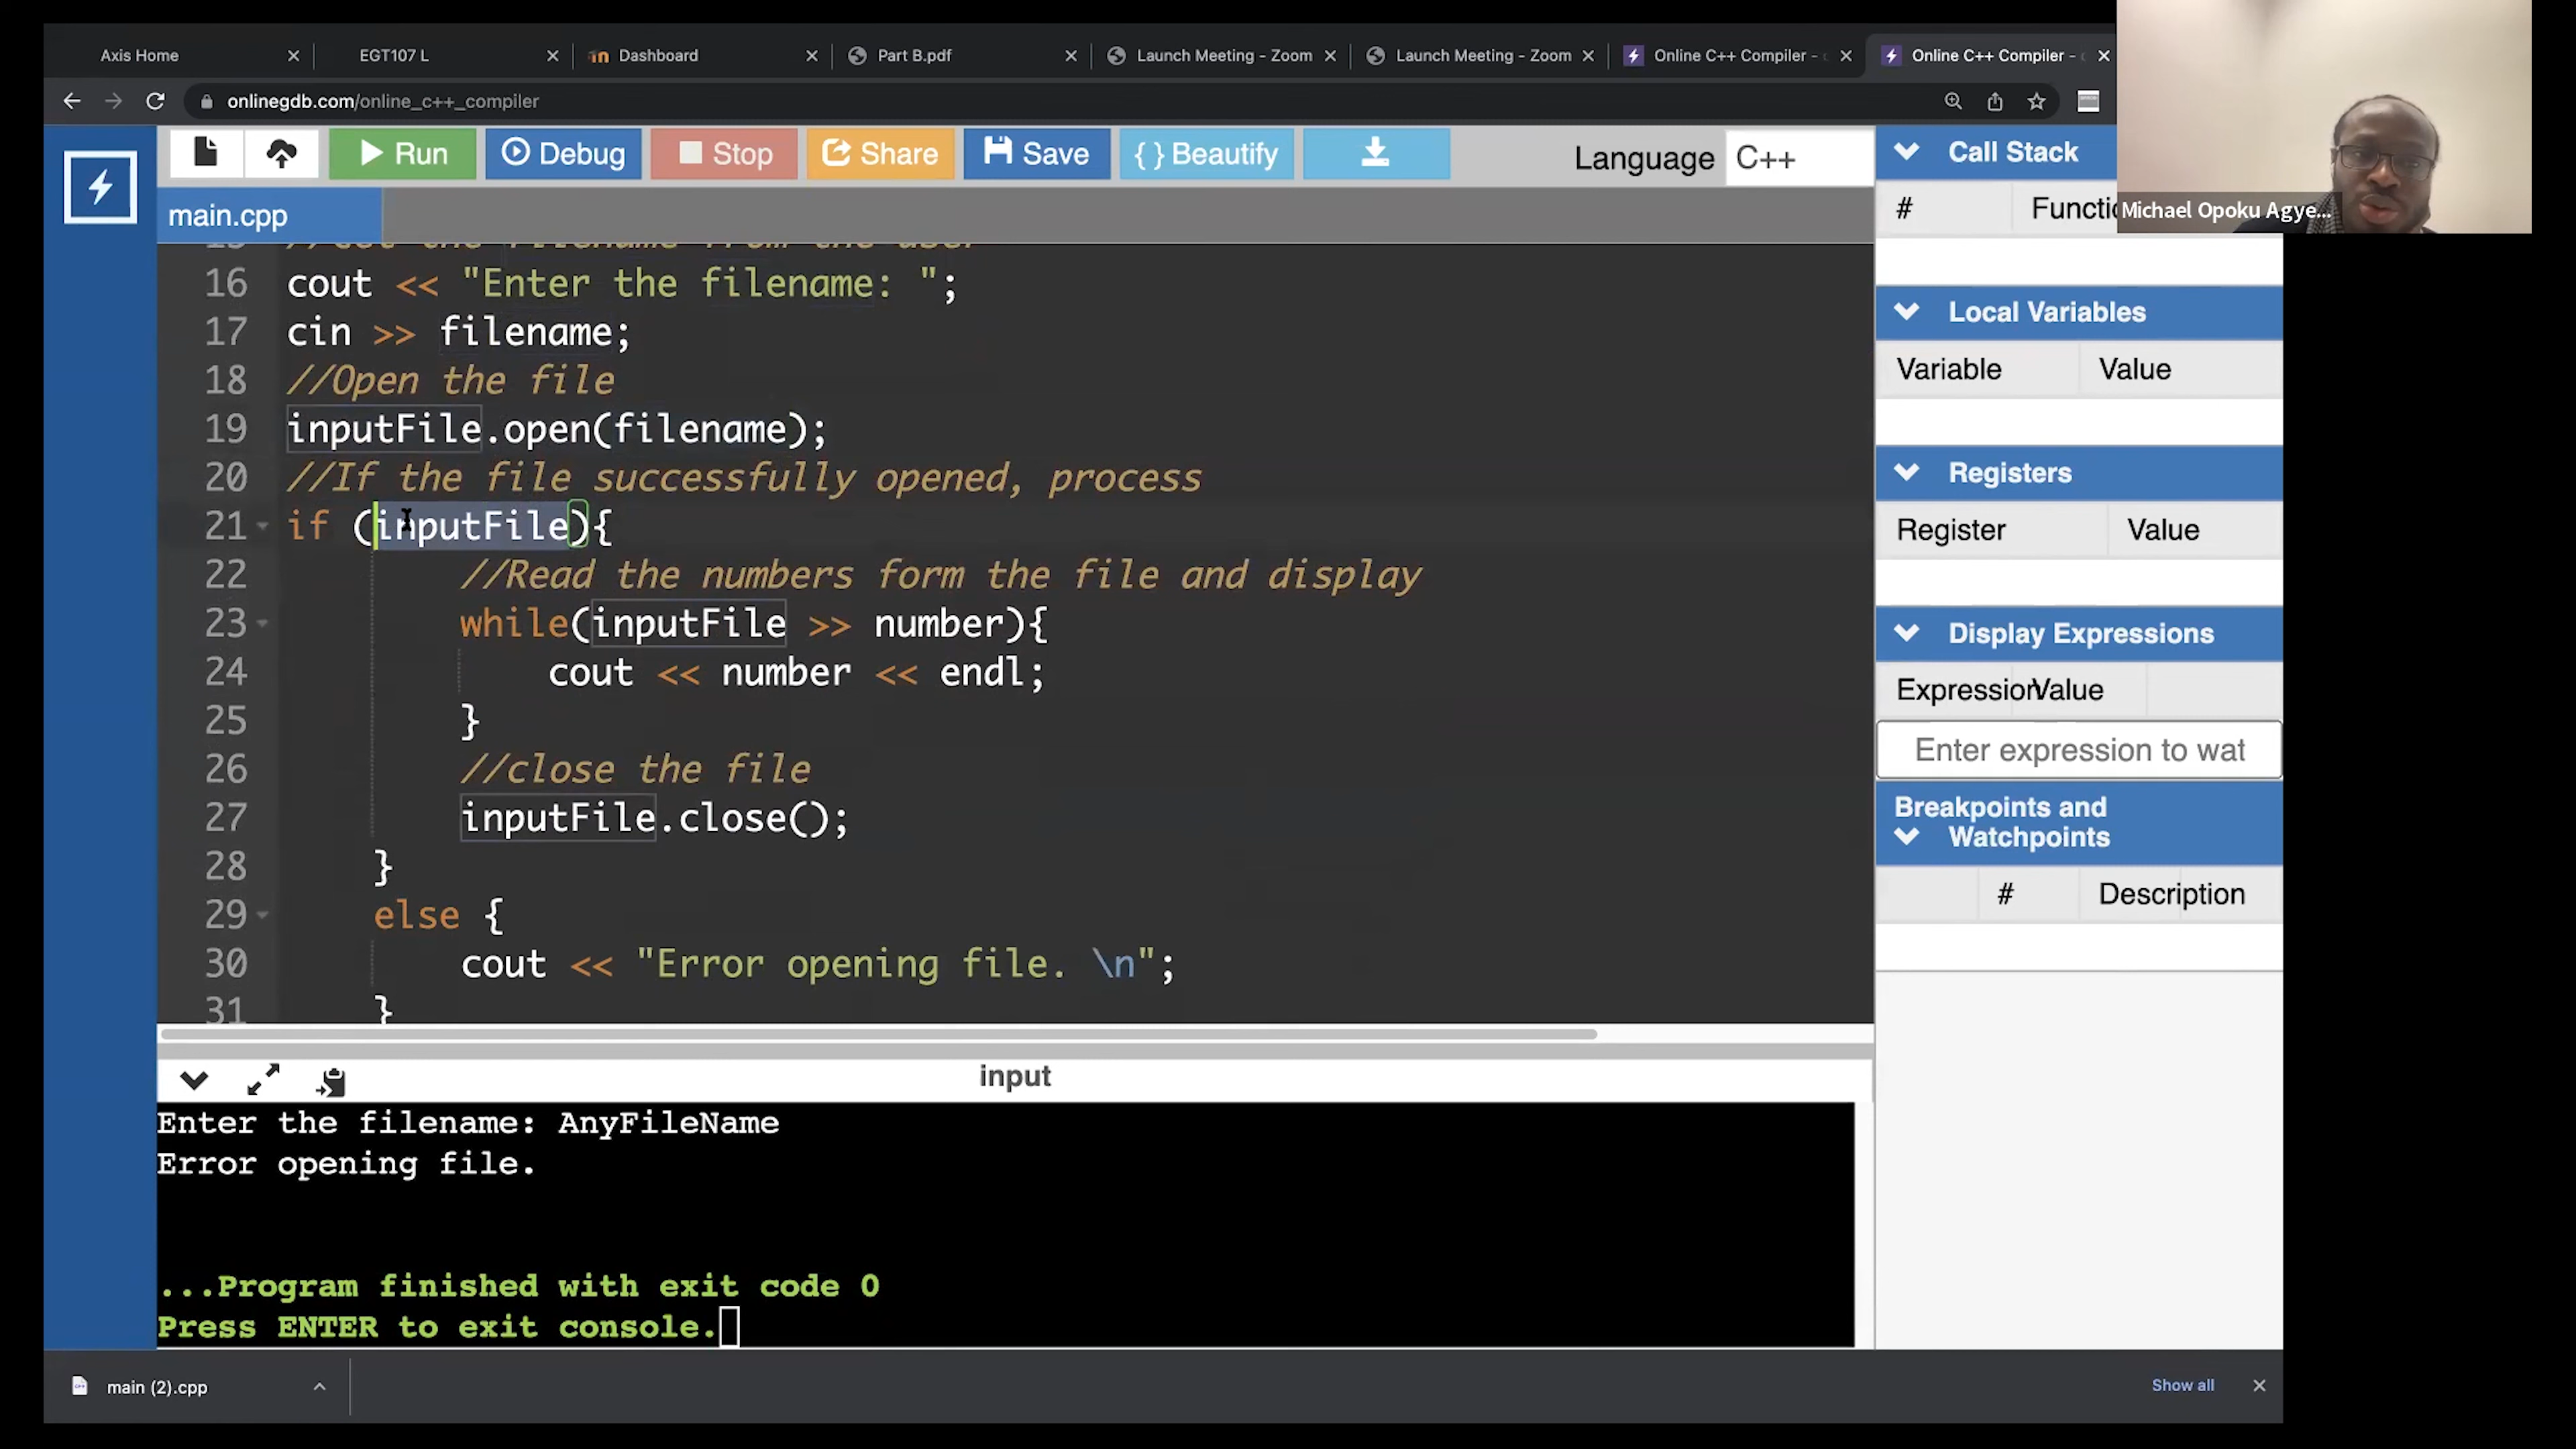 Axis Home
EGT107 L
Dashboard
Part B.pdf
Launch Meeting - Zoom
Launch Meeting - Zoom
Online C++ Compiler -
Online C++ Compiler -
onlinegdb.com/online_c++_compiler
Run
Debug
Stop
Share
Save
{ } Beautify
Language C++
main.cpp
//Get the filename from the user
16 cout << "Enter the filename: ";
17 cin >> filename;
18 //Open the file
19 inputFile.open(filename);
20 //If the file successfully opened, process
21 if (inputFile){
22 //Read the numbers form the file and display
23 while(inputFile >> number){
24 cout << number << endl;
25 }
26 //close the file
27 inputFile.close();
28 }
29 else {
30 cout << "Error opening file. \n";
31 }
Call Stack
# Functio
Michael Opoku Agye...
Local Variables
Variable Value
Registers
Register Value
Display Expressions
Expression Value
Enter expression to wat
Breakpoints and
Watchpoints
# Description
input
Enter the filename: AnyFileName
Error opening file.
...Program finished with exit code 0
Press ENTER to exit console.
main (2).cpp
Show all